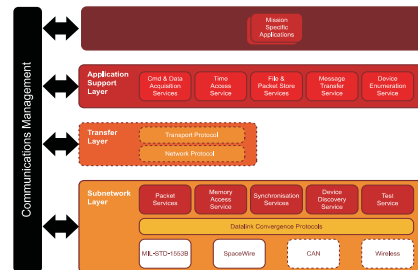 Communications Management
Mission
Specific
Applications
Application
Support
Layer
Cmd & Data
Acquisition
Services
Time
Access
Service
File &
Packet Store
Services
Message
Transfer
Service
Device
Enumeration
Service
Transfer
Layer
Transport Protocol
Network Protocol
Subnetwork
Layer
Packet
Services
Memory
Access
Service
Synchronisation
Services
Device
Discovery
Service
Test
Service
Datalink Convergence Protocols
MIL-STD-1553B
SpaceWire
CAN
Wireless